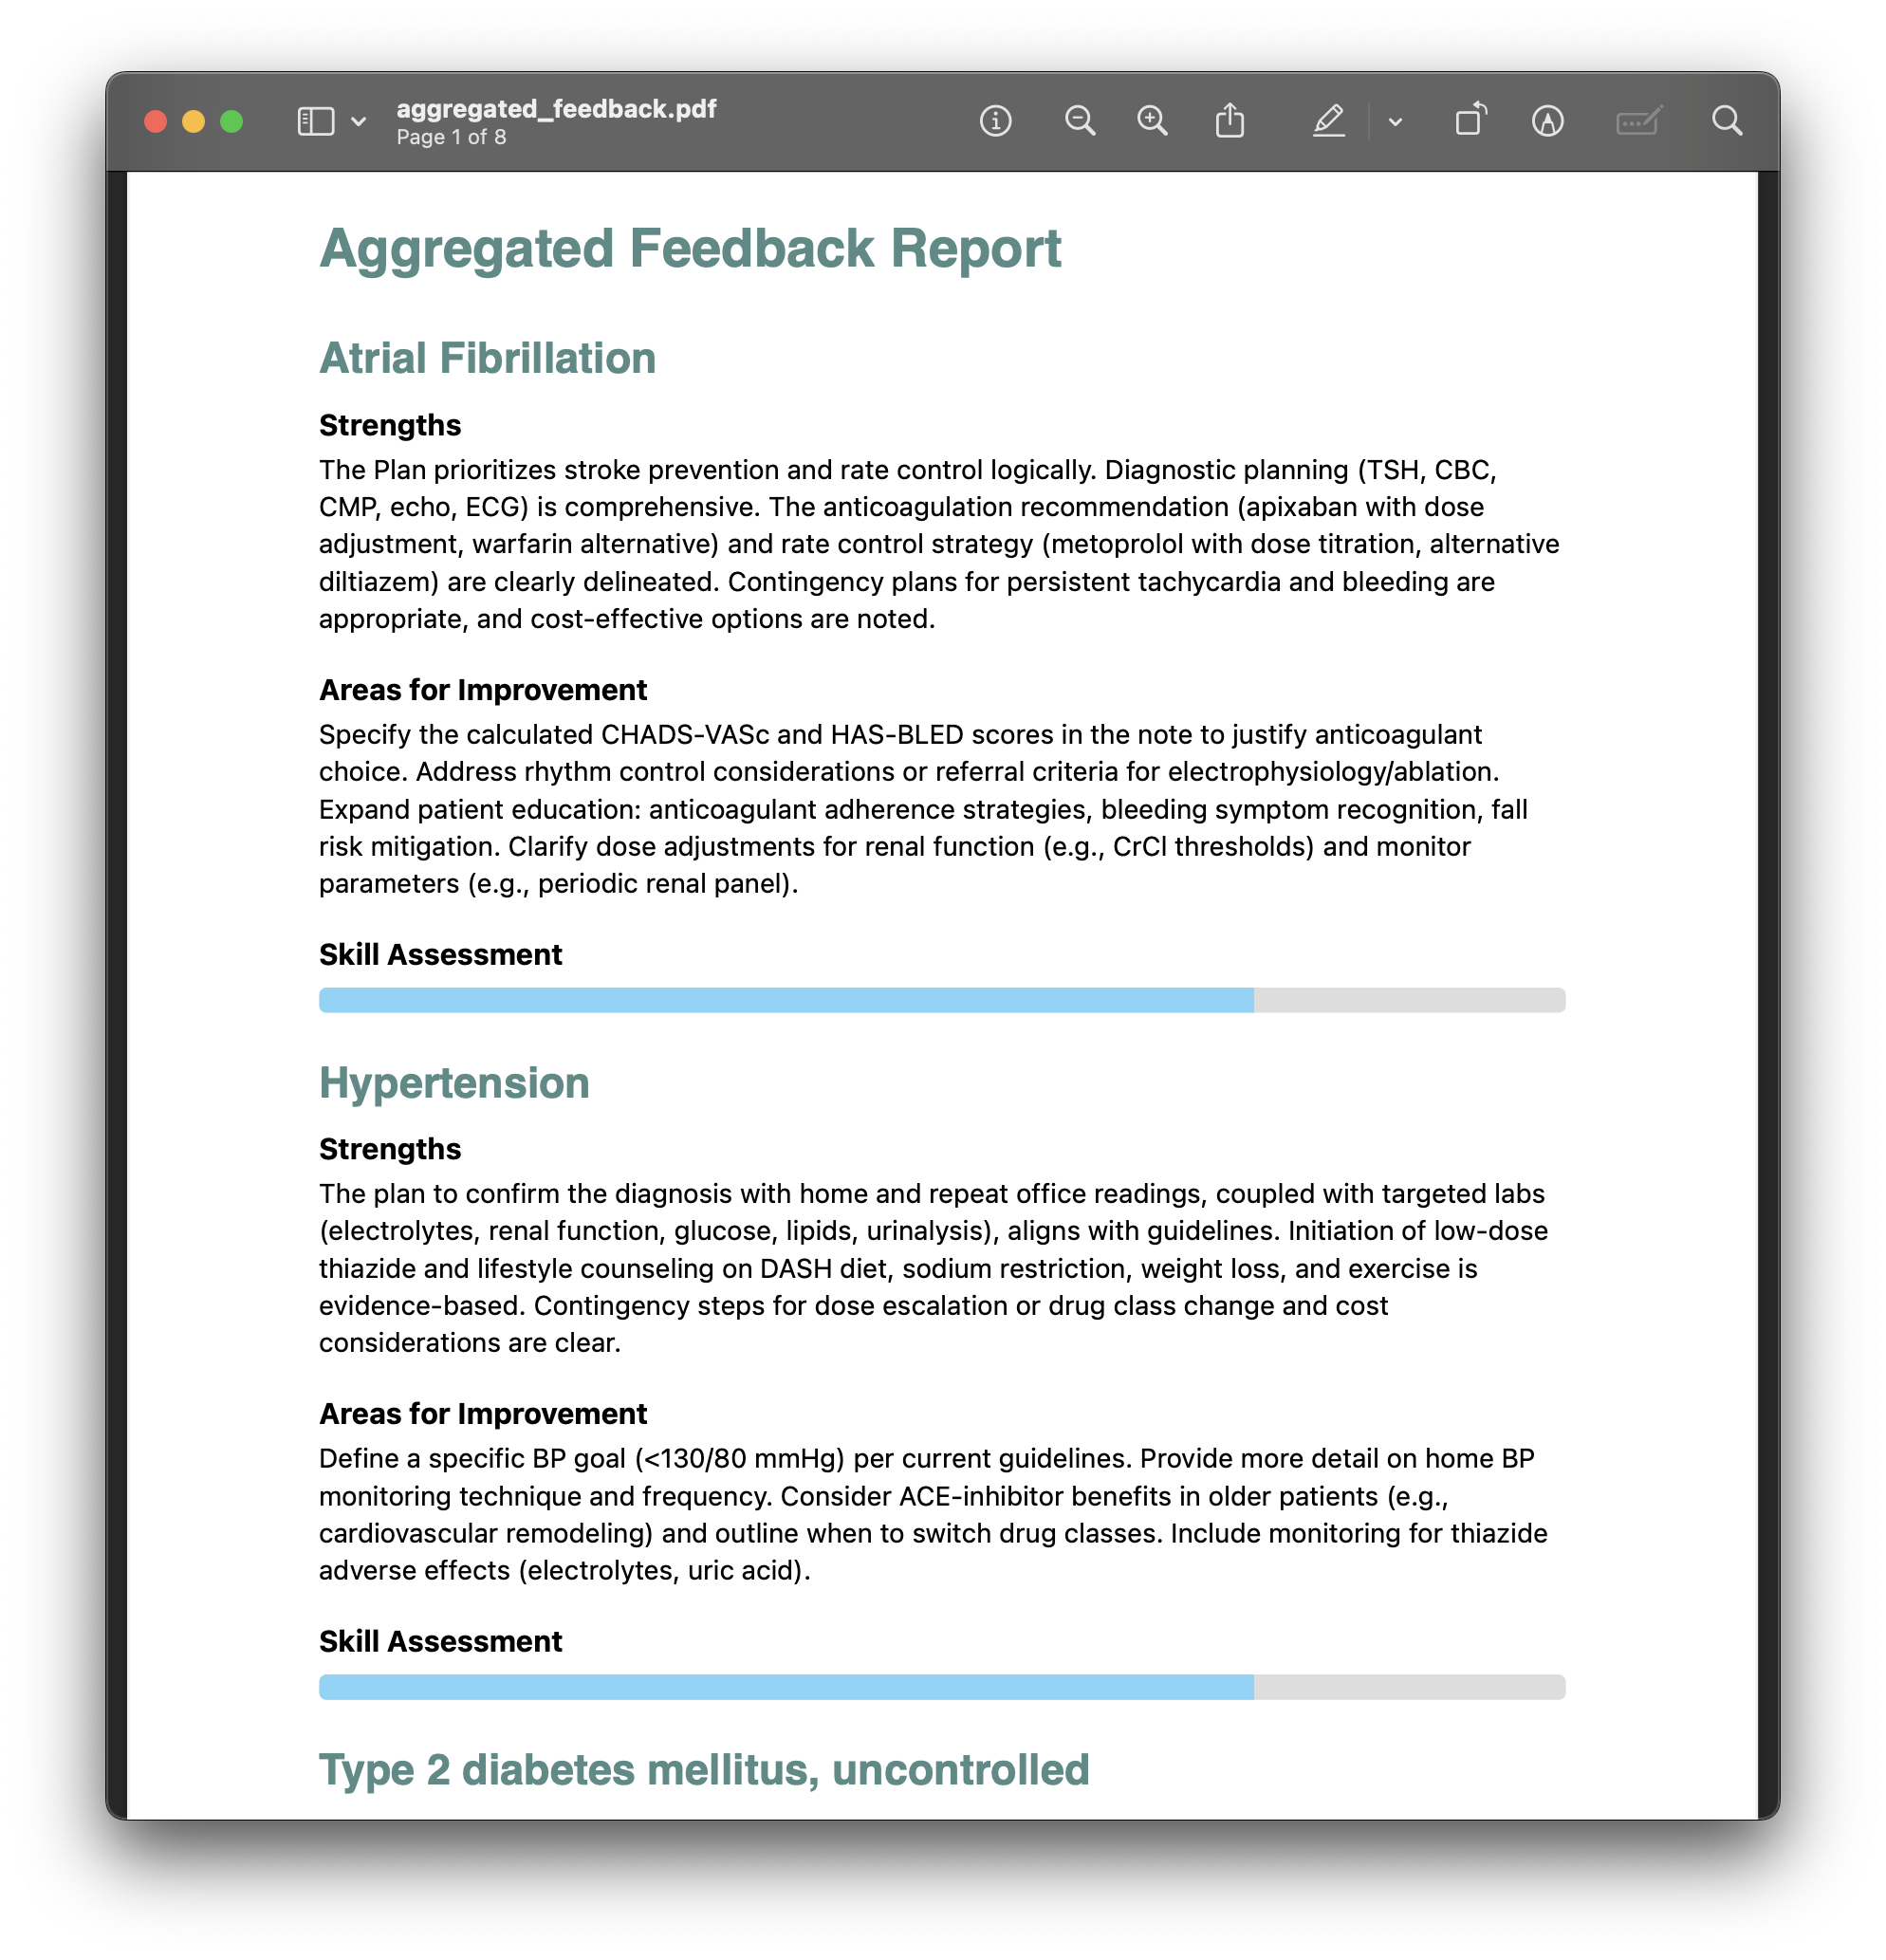 aggregated_feedback.pdf
Page 1 of 8
Aggregated Feedback Report
Atrial Fibrillation
Strengths
The Plan prioritizes stroke prevention and rate control logically. Diagnostic planning (TSH, CBC,
CMP, echo, ECG) is comprehensive. The anticoagulation recommendation (apixaban with dose
adjustment, warfarin alternative) and rate control strategy (metoprolol with dose titration, alternative
diltiazem) are clearly delineated. Contingency plans for persistent tachycardia and bleeding are
appropriate, and cost-effective options are noted.
Areas for Improvement
Specify the calculated CHADS-VASc and HAS-BLED scores in the note to justify anticoagulant
choice. Address rhythm control considerations or referral criteria for electrophysiology/ablation.
Expand patient education: anticoagulant adherence strategies, bleeding symptom recognition, fall
risk mitigation. Clarify dose adjustments for renal function (e.g., CrCl thresholds) and monitor
parameters (e.g., periodic renal panel).
Skill Assessment
Hypertension
Strengths
The plan to confirm the diagnosis with home and repeat office readings, coupled with targeted labs
(electrolytes, renal function, glucose, lipids, urinalysis), aligns with guidelines. Initiation of low-dose
thiazide and lifestyle counseling on DASH diet, sodium restriction, weight loss, and exercise is
evidence-based. Contingency steps for dose escalation or drug class change and cost
considerations are clear.
Areas for Improvement
Define a specific BP goal (<130/80 mmHg) per current guidelines. Provide more detail on home BP
monitoring technique and frequency. Consider ACE-inhibitor benefits in older patients (e.g.,
cardiovascular remodeling) and outline when to switch drug classes. Include monitoring for thiazide
adverse effects (electrolytes, uric acid).
Skill Assessment
Type 2 diabetes mellitus, uncontrolled